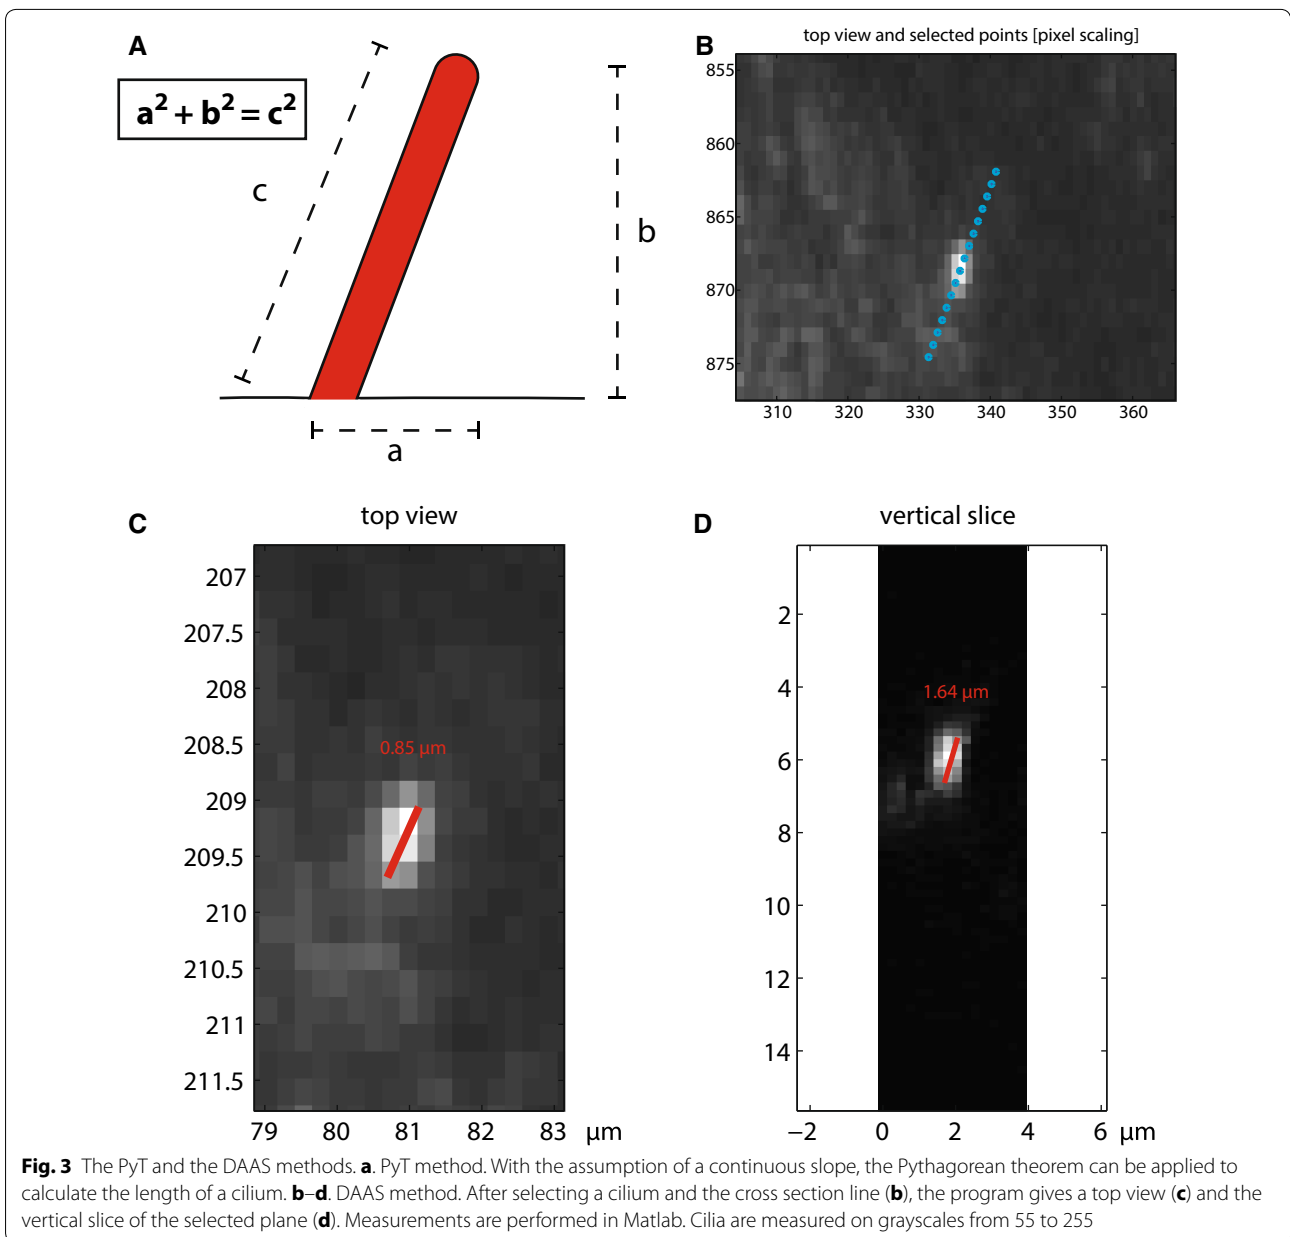 A
a² + b² = c²
c
b
a
B
top view and selected points [pixel scaling]
855
860
865
870
875
310 320 330 340 350 360
C
top view
207
207.5
208
208.5
209
209.5
210
210.5
211
211.5
0.85 µm
79 80 81 82 83 µm
D
vertical slice
2
4
6
8
10
12
14
1.64 µm
−2 0 2 4 6 µm
Fig. 3 The PyT and the DAAS methods. a. PyT method. With the assumption of a continuous slope, the Pythagorean theorem can be applied to
calculate the length of a cilium. b–d. DAAS method. After selecting a cilium and the cross section line (b), the program gives a top view (c) and the
vertical slice of the selected plane (d). Measurements are performed in Matlab. Cilia are measured on grayscales from 55 to 255